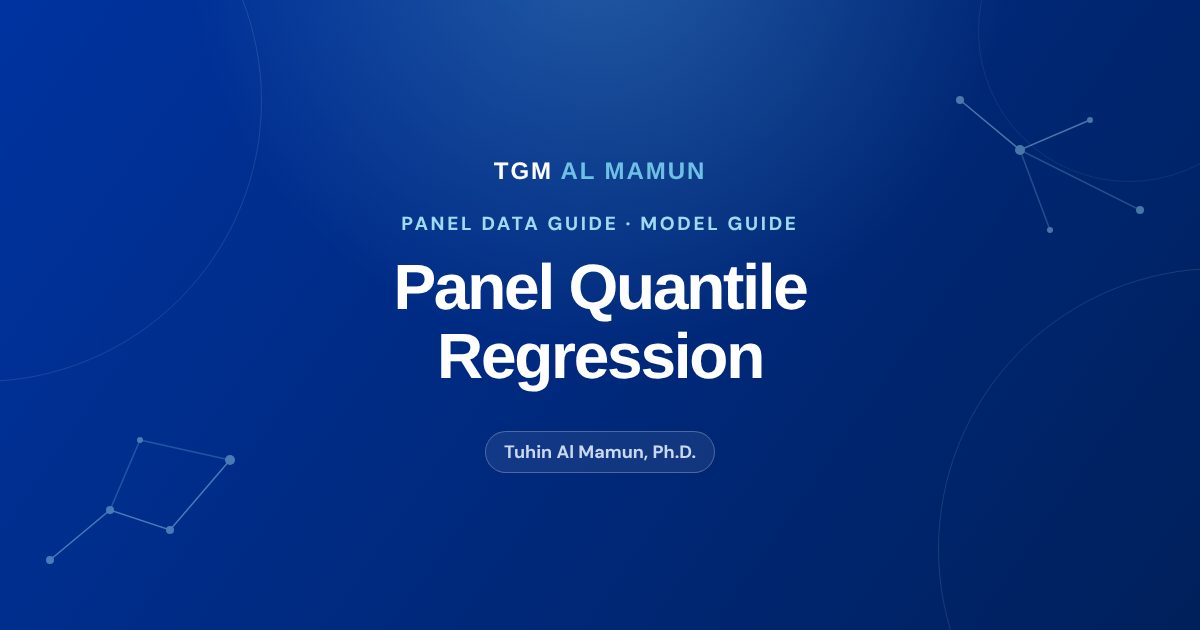 TGM AL MAMUN
PANEL DATA GUIDE · MODEL GUIDE
Panel Quantile
Regression
Tuhin Al Mamun, Ph.D.